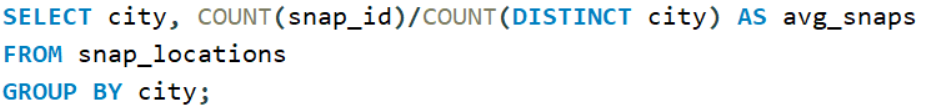 SELECT city, COUNT(snap_id)/COUNT(DISTINCT city) AS avg_snaps
FROM snap_locations
GROUP BY city;